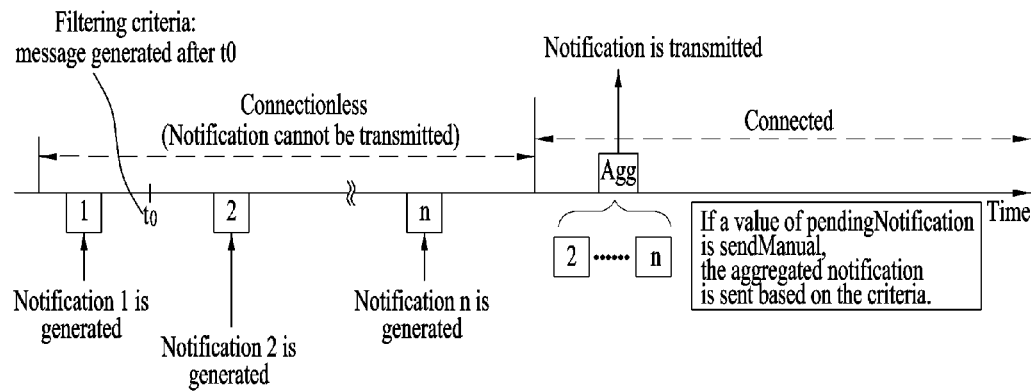 Filtering criteria:
message generated after t0
Notification is transmitted
Connectionless
(Notification cannot be transmitted)
Connected
Agg
1
t0
2
n
Time
2 ...... n
If a value of pendingNotification
is sendManual,
the aggregated notification
is sent based on the criteria.
Notification 1 is
generated
Notification 2 is
generated
Notification n is
generated